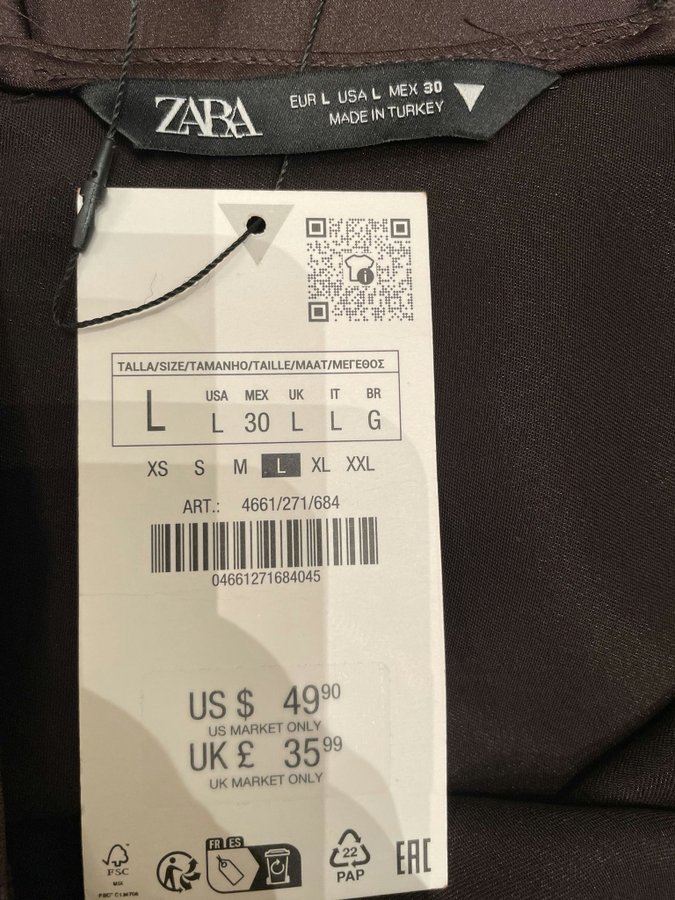 ZARA
EUR L USA L MEX 30
MADE IN TURKEY
TALLA/SIZE/TAMANHO/TAILLE/MAAT/ΜΕΓΕΘΟΣ
USA MEX UK IT BR
L L 30 L L G
XS S M L XL XXL
ART.: 4661/271/684
04661271684045
US $ 49.90
US MARKET ONLY
UK £ 35.99
UK MARKET ONLY
FSC
MIX
FR ES
22
PAP
EAC